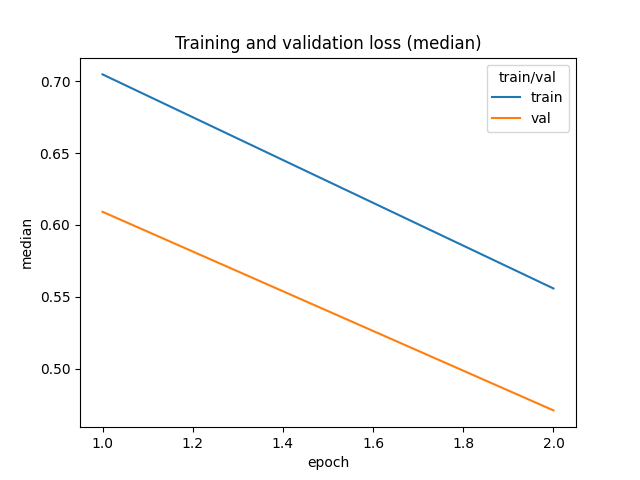 Training and validation loss (median)
train/val
train
val
0.70
0.65
0.60
0.55
0.50
median
1.0
1.2
1.4
1.6
1.8
2.0
epoch